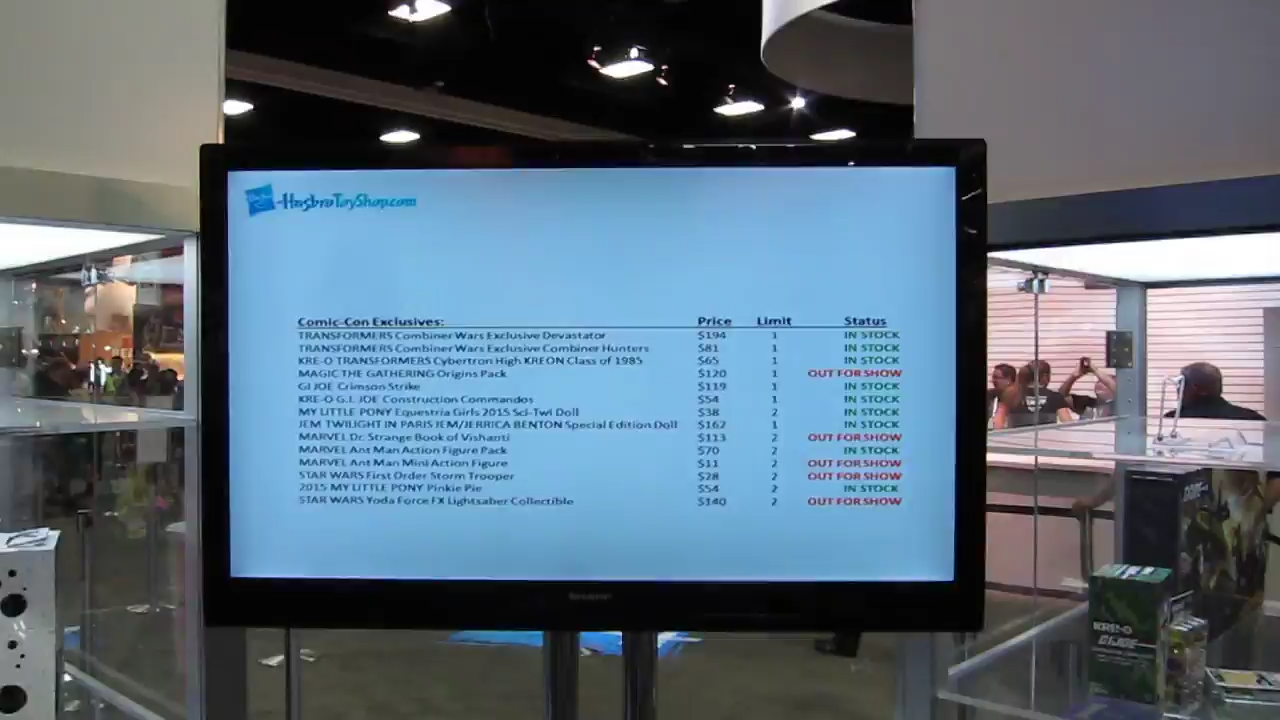 HasbroToyShop.com
Comic-Con Exclusives: Price Limit Status
TRANSFORMERS Combiner Wars Exclusive Devastator $194 1 IN STOCK
TRANSFORMERS Combiner Wars Exclusive Combiner Hunters $81 1 IN STOCK
KRE-O TRANSFORMERS Cybertron High KREON Class of 1985 $65 1 IN STOCK
MAGIC THE GATHERING Origins Pack $120 1 OUT FOR SHOW
GI JOE Crimson Strike $119 1 IN STOCK
KRE-O G.I. JOE Construction Commandos $54 1 IN STOCK
MY LITTLE PONY Equestria Girls 2015 Sci-Twi Doll $38 2 IN STOCK
JEM TWILIGHT IN PARIS JEM/JERRICA BENTON Special Edition Doll $162 1 IN STOCK
MARVEL Dr. Strange Book of Vishanti $113 2 OUT FOR SHOW
MARVEL Ant Man Action Figure Pack $70 2 IN STOCK
MARVEL Ant Man Mini Action Figure $11 2 OUT FOR SHOW
STAR WARS First Order Storm Trooper $28 2 OUT FOR SHOW
2015 MY LITTLE PONY Pinkie Pie $54 2 IN STOCK
STAR WARS Yoda Force FX Lightsaber Collectible $140 2 OUT FOR SHOW
KRE-O
G.I. JOE